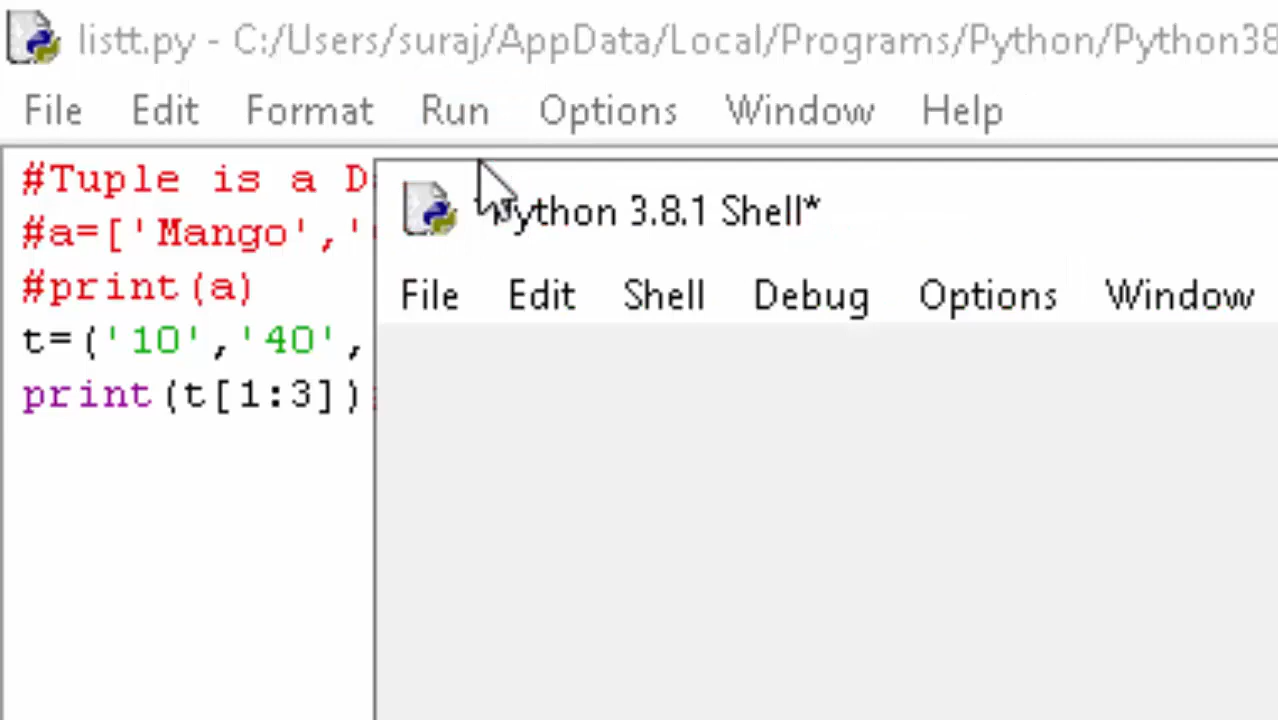 listt.py - C:/Users/suraj/AppData/Local/Programs/Python/Python38
File Edit Format Run Options Window Help
#Tuple is a D
#a=['Mango','
#print(a)
t=('10','40',
print(t[1:3])
*Python 3.8.1 Shell*
File Edit Shell Debug Options Window